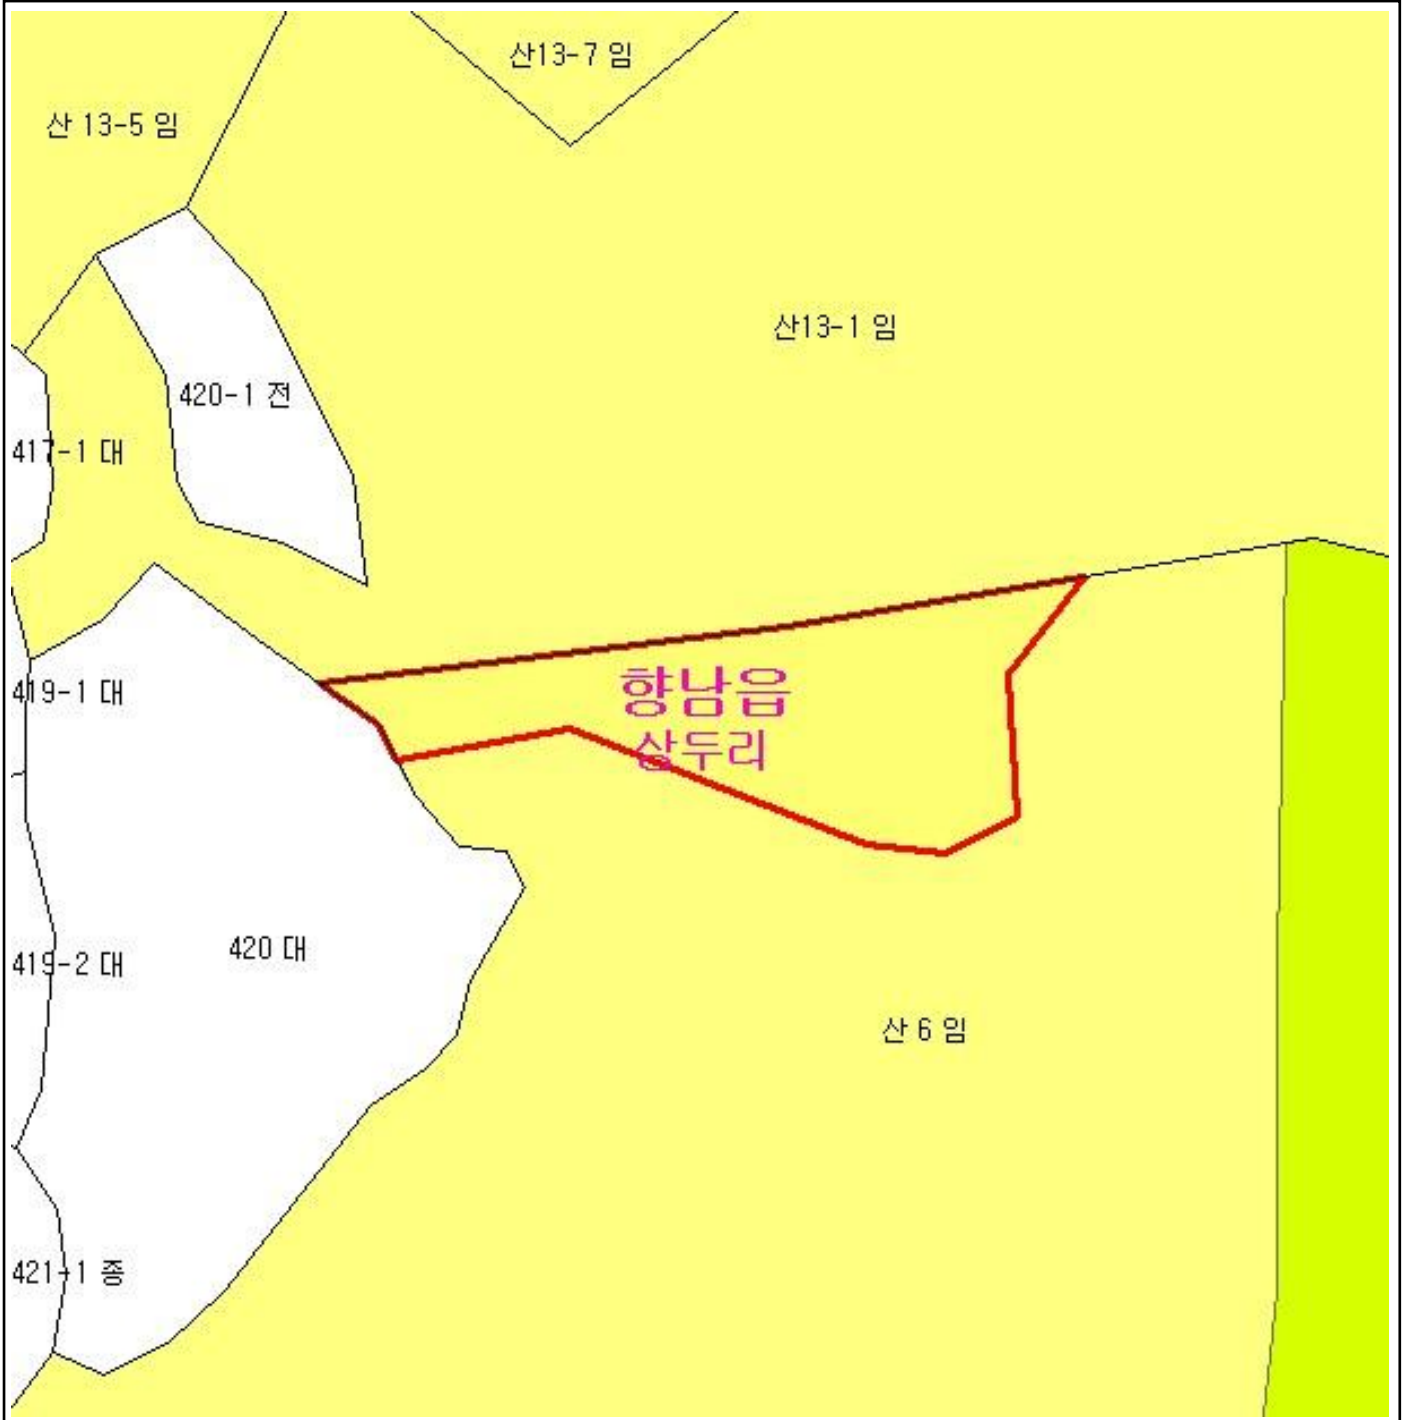 산13-7 임
산 13-5 임
산13-1 임
420-1 전
417-1 대
419-1 대
향남읍
상두리
420 대
419-2 대
산 6 임
421-1 종